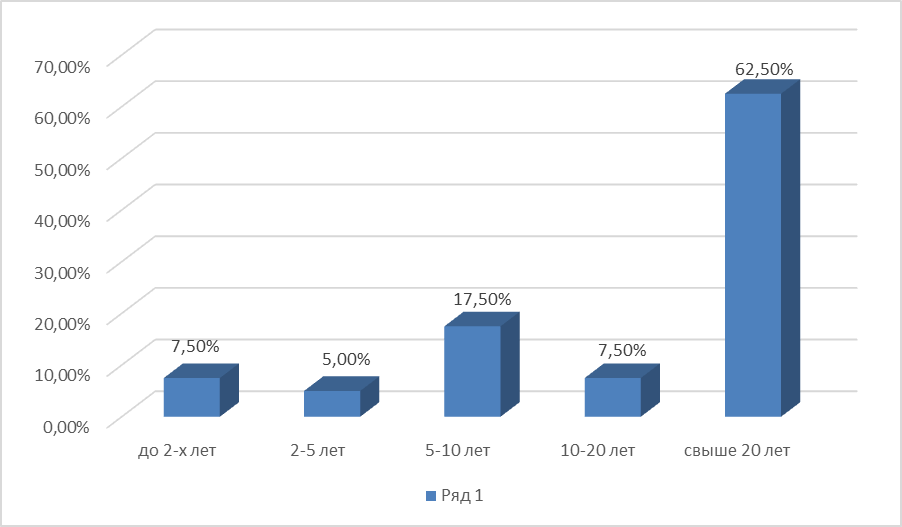 70,00%
60,00%
50,00%
40,00%
30,00%
20,00%
10,00%
0,00%
7,50%
5,00%
17,50%
7,50%
62,50%
до 2-х лет
2-5 лет
5-10 лет
10-20 лет
свыше 20 лет
Ряд 1